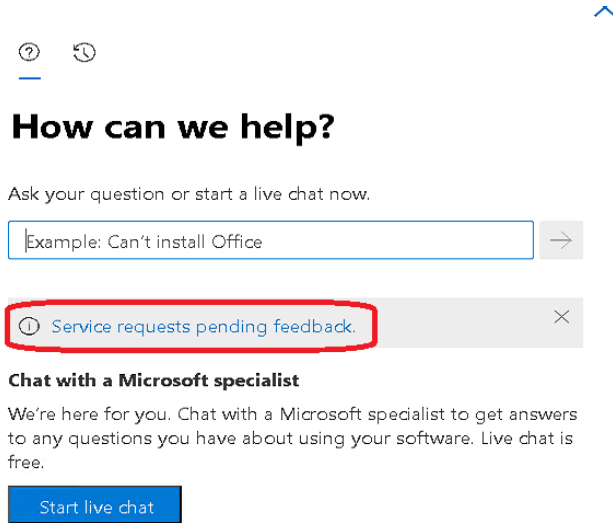 How can we help?
Ask your question or start a live chat now.
Example: Can't install Office
Service requests pending feedback.
Chat with a Microsoft specialist
We're here for you. Chat with a Microsoft specialist to get answers
to any questions you have about using your software. Live chat is
free.
Start live chat